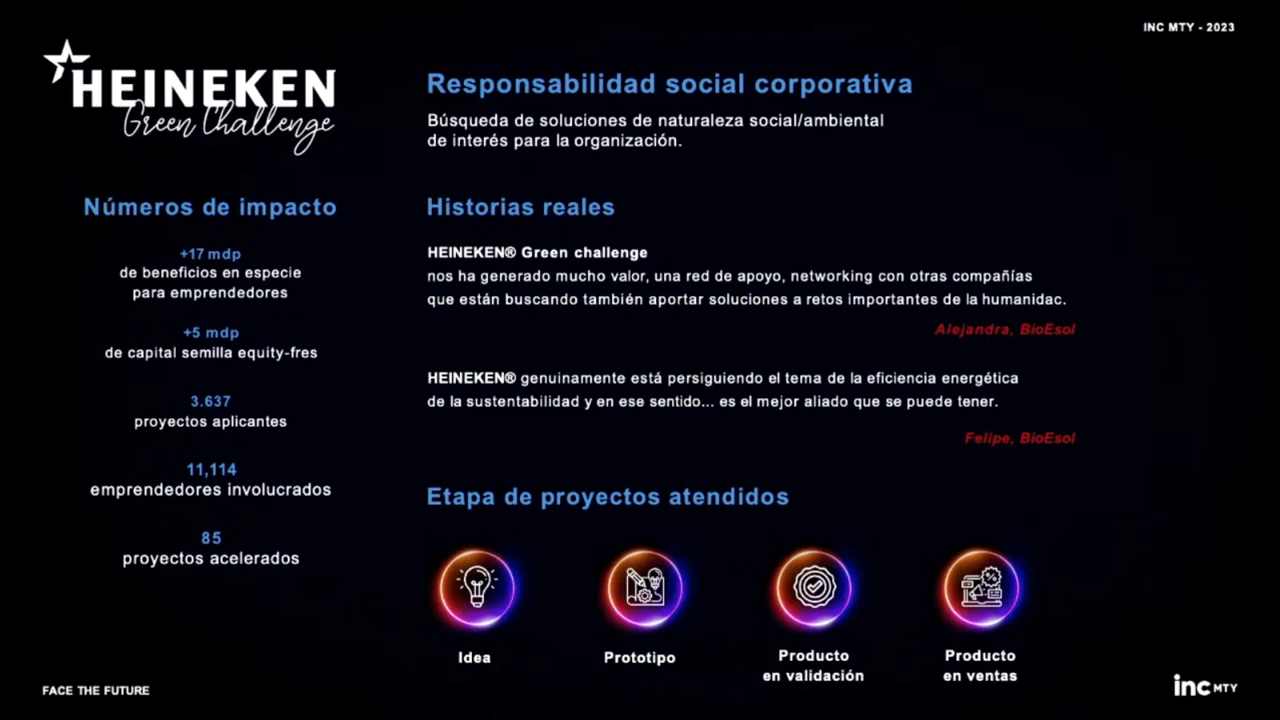 INC MTY - 2023
HEINEKEN
Green Challenge
Responsabilidad social corporativa
Búsqueda de soluciones de naturaleza social/ambiental
de interés para la organización.
Números de impacto
+17 mdp
de beneficios en especie
para emprendedores
+5 mdp
de capital semilla equity-fres
3.637
proyectos aplicantes
11,114
emprendedores involucrados
85
proyectos acelerados
Historias reales
HEINEKEN® Green challenge
nos ha generado mucho valor, una red de apoyo, networking con otras compañías
que están buscando también aportar soluciones a retos importantes de la humanidac.
Alejandra, BioEsol
HEINEKEN® genuinamente está persiguiendo el tema de la eficiencia energética
de la sustentabilidad y en ese sentido... es el mejor aliado que se puede tener.
Felipe, BioEsol
Etapa de proyectos atendidos
Idea
Prototipo
Producto
en validación
Producto
en ventas
FACE THE FUTURE
inc MTY